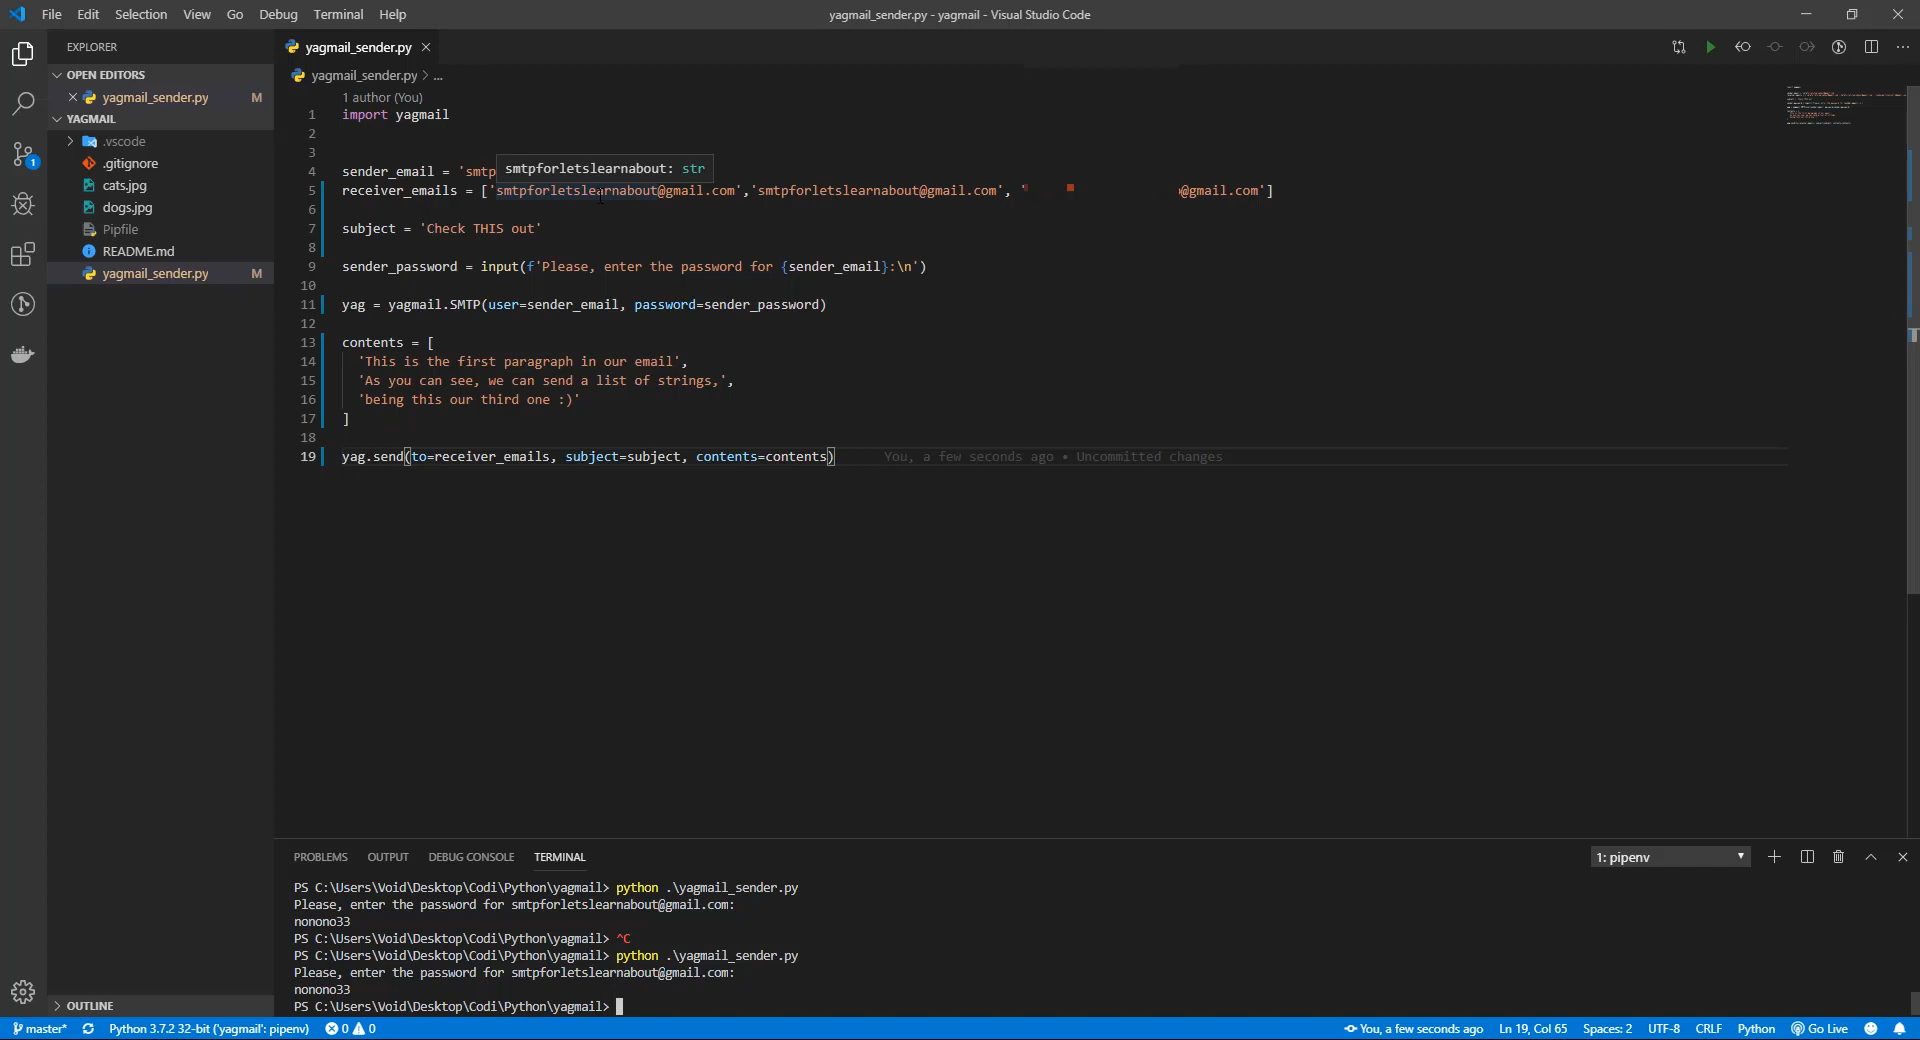 File Edit Selection View Go Debug Terminal Help
yagmail_sender.py - yagmail - Visual Studio Code
EXPLORER
OPEN EDITORS
yagmail_sender.py M
YAGMAIL
.vscode
.gitignore
cats.jpg
dogs.jpg
Pipfile
README.md
yagmail_sender.py M
OUTLINE
1
yagmail_sender.py
yagmail_sender.py > ...
1 author (You)
1 import yagmail
2
3
4 sender_email = 'smtp
smtpforletslearnabout: str
5 receiver_emails = ['smtpforletslearnabout@gmail.com','smtpforletslearnabout@gmail.com', ' @gmail.com']
6
7 subject = 'Check THIS out'
8
9 sender_password = input(f'Please, enter the password for {sender_email}:\n')
10
11 yag = yagmail.SMTP(user=sender_email, password=sender_password)
12
13 contents = [
14 'This is the first paragraph in our email',
15 'As you can see, we can send a list of strings,',
16 'being this our third one :)'
17 ]
18
19 yag.send(to=receiver_emails, subject=subject, contents=contents) You, a few seconds ago • Uncommitted changes
PROBLEMS OUTPUT DEBUG CONSOLE TERMINAL
1: pipenv
PS C:\Users\Void\Desktop\Codi\Python\yagmail> python .\yagmail_sender.py
Please, enter the password for smtpforletslearnabout@gmail.com:
nonono33
PS C:\Users\Void\Desktop\Codi\Python\yagmail> ^C
PS C:\Users\Void\Desktop\Codi\Python\yagmail> python .\yagmail_sender.py
Please, enter the password for smtpforletslearnabout@gmail.com:
nonono33
PS C:\Users\Void\Desktop\Codi\Python\yagmail>
master* Python 3.7.2 32-bit ('yagmail': pipenv) 0 0 You, a few seconds ago Ln 19, Col 65 Spaces: 2 UTF-8 CRLF Python Go Live